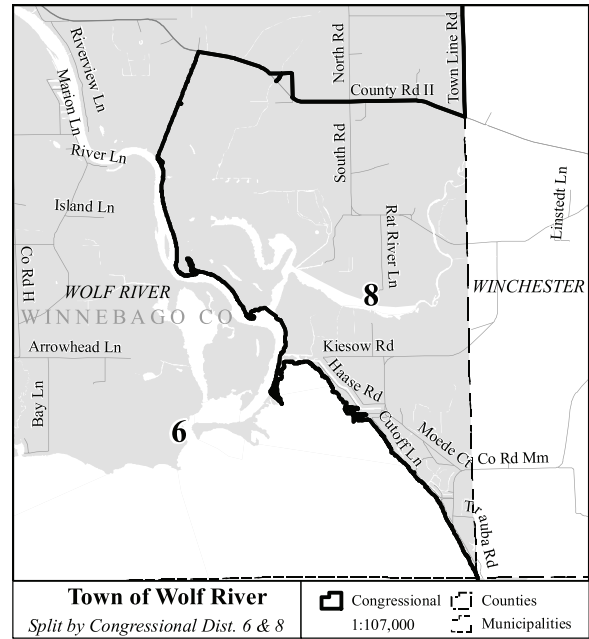 Riverview Ln
Marion Ln
River Ln
North Rd
Town Line Rd
County Rd II
South Rd
Island Ln
Rat River Ln
Linstedt Ln
Co Rd H
WOLF RIVER
8
WINCHESTER
WINNEBAGO CO
Arrowhead Ln
Kiesow Rd
Haase Rd
Bay Ln
6
Cutoff Ln
Moede Ct
Co Rd Mm
Trauba Rd
Town of Wolf River
Split by Congressional Dist. 6 & 8
Congressional
Counties
1:107,000
Municipalities